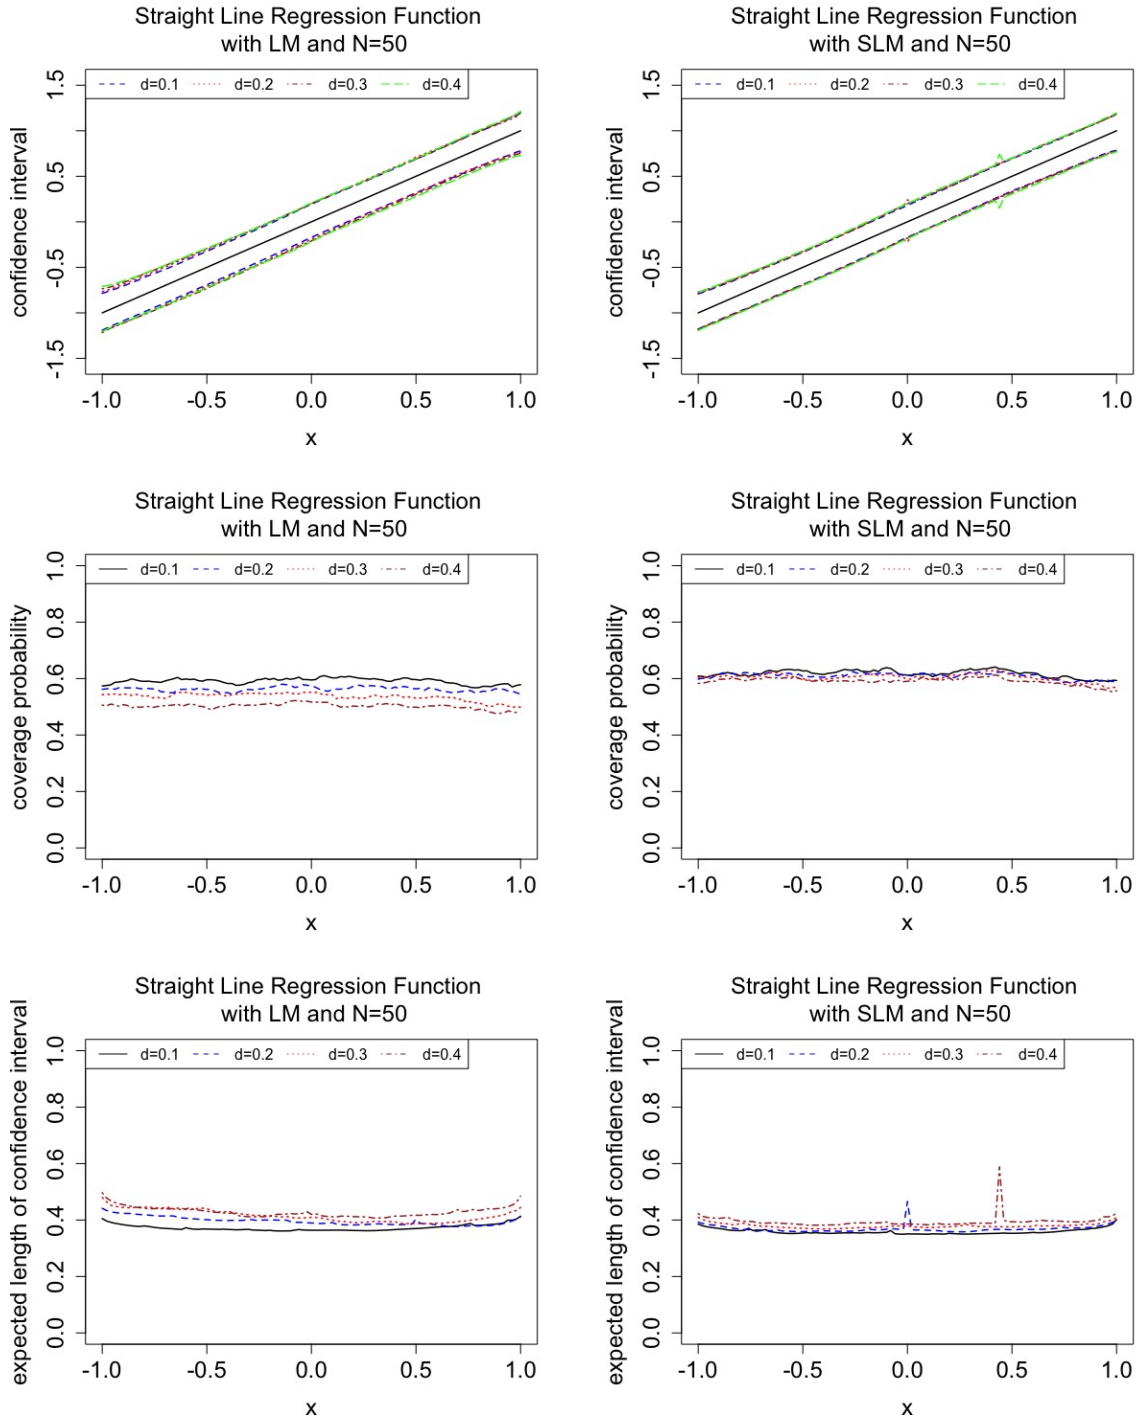 Straight Line Regression Function
with LM and N=50
d=0.1 d=0.2 d=0.3 d=0.4
confidence interval
1.5
0.5
-0.5
-1.5
-1.0 -0.5 0.0 0.5 1.0
x
Straight Line Regression Function
with SLM and N=50
d=0.1 d=0.2 d=0.3 d=0.4
confidence interval
1.5
0.5
-0.5
-1.5
-1.0 -0.5 0.0 0.5 1.0
x
Straight Line Regression Function
with LM and N=50
d=0.1 d=0.2 d=0.3 d=0.4
coverage probability
1.0
0.8
0.6
0.4
0.2
0.0
-1.0 -0.5 0.0 0.5 1.0
x
Straight Line Regression Function
with SLM and N=50
d=0.1 d=0.2 d=0.3 d=0.4
coverage probability
1.0
0.8
0.6
0.4
0.2
0.0
-1.0 -0.5 0.0 0.5 1.0
x
Straight Line Regression Function
with LM and N=50
d=0.1 d=0.2 d=0.3 d=0.4
expected length of confidence interval
1.0
0.8
0.6
0.4
0.2
0.0
-1.0 -0.5 0.0 0.5 1.0
x
Straight Line Regression Function
with SLM and N=50
d=0.1 d=0.2 d=0.3 d=0.4
expected length of confidence interval
1.0
0.8
0.6
0.4
0.2
0.0
-1.0 -0.5 0.0 0.5 1.0
x